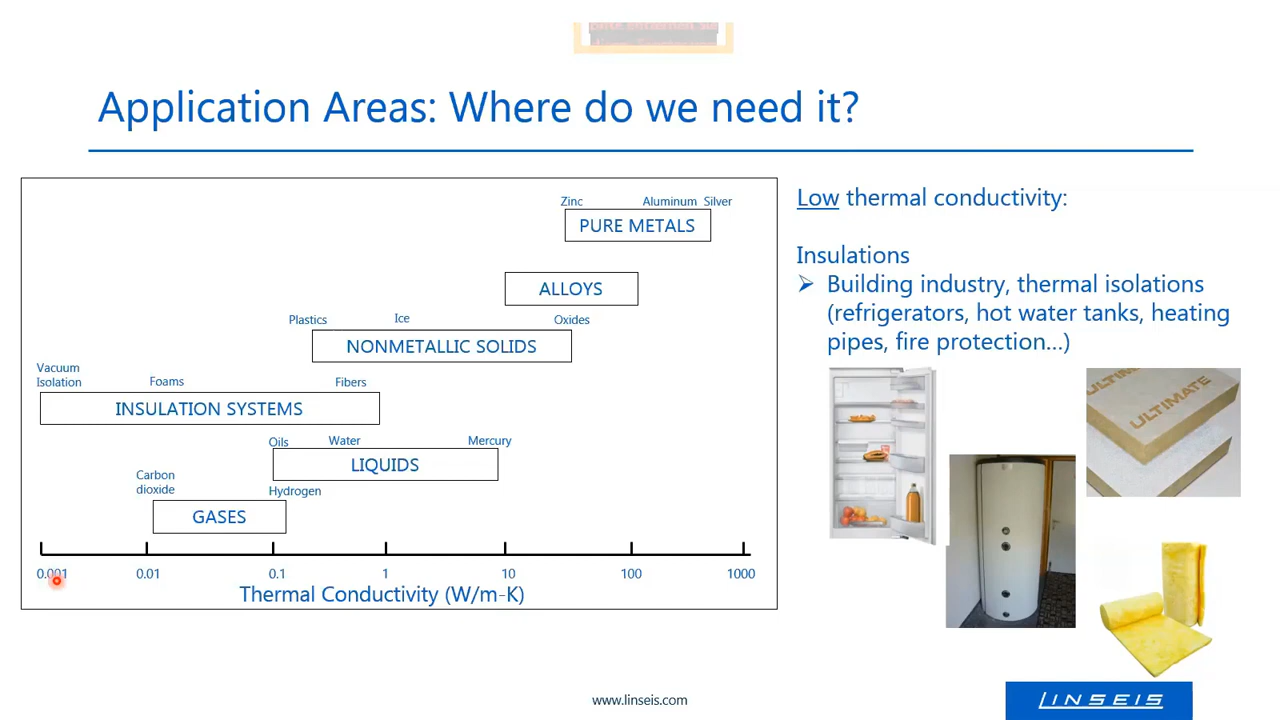 Application Areas: Where do we need it?
Zinc Aluminum Silver
PURE METALS
ALLOYS
Plastics Ice Oxides
NONMETALLIC SOLIDS
Vacuum
Isolation Foams Fibers
INSULATION SYSTEMS
Oils Water Mercury
LIQUIDS
Carbon
dioxide Hydrogen
GASES
0.001 0.01 0.1 1 10 100 1000
Thermal Conductivity (W/m-K)
Low thermal conductivity:
Insulations
➢ Building industry, thermal isolations
(refrigerators, hot water tanks, heating
pipes, fire protection...)
ULTIMATE
ULTIMATE
www.linseis.com
LINSEIS